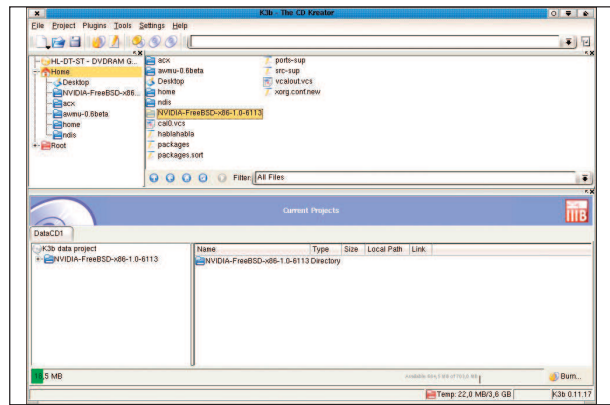 K3b - The CD Kreator
File Project Plugins Tools Settings Help
HL-DT-ST - DVDRAM G...
Home
Desktop
NVIDIA-FreeBSD-x86...
acx
awmu-0.6beta
home
ndis
Root
acx
awmu-0.6beta
Desktop
home
ndis
NVIDIA-FreeBSD-x86-1.0-6113
cal0.vcs
hablahabla
packages
packages.sort
ports-sup
src-sup
vcalout.vcs
xorg.conf.new
Filter: All Files
Current Projects
DataCD1
K3b data project
NVIDIA-FreeBSD-x86-1.0-6113
Name Type Size Local Path Link
NVIDIA-FreeBSD-x86-1.0-6113 Directory
5 MB
Burn...
Temp: 22,0 MB/3,6 GB
K3b 0.11.17